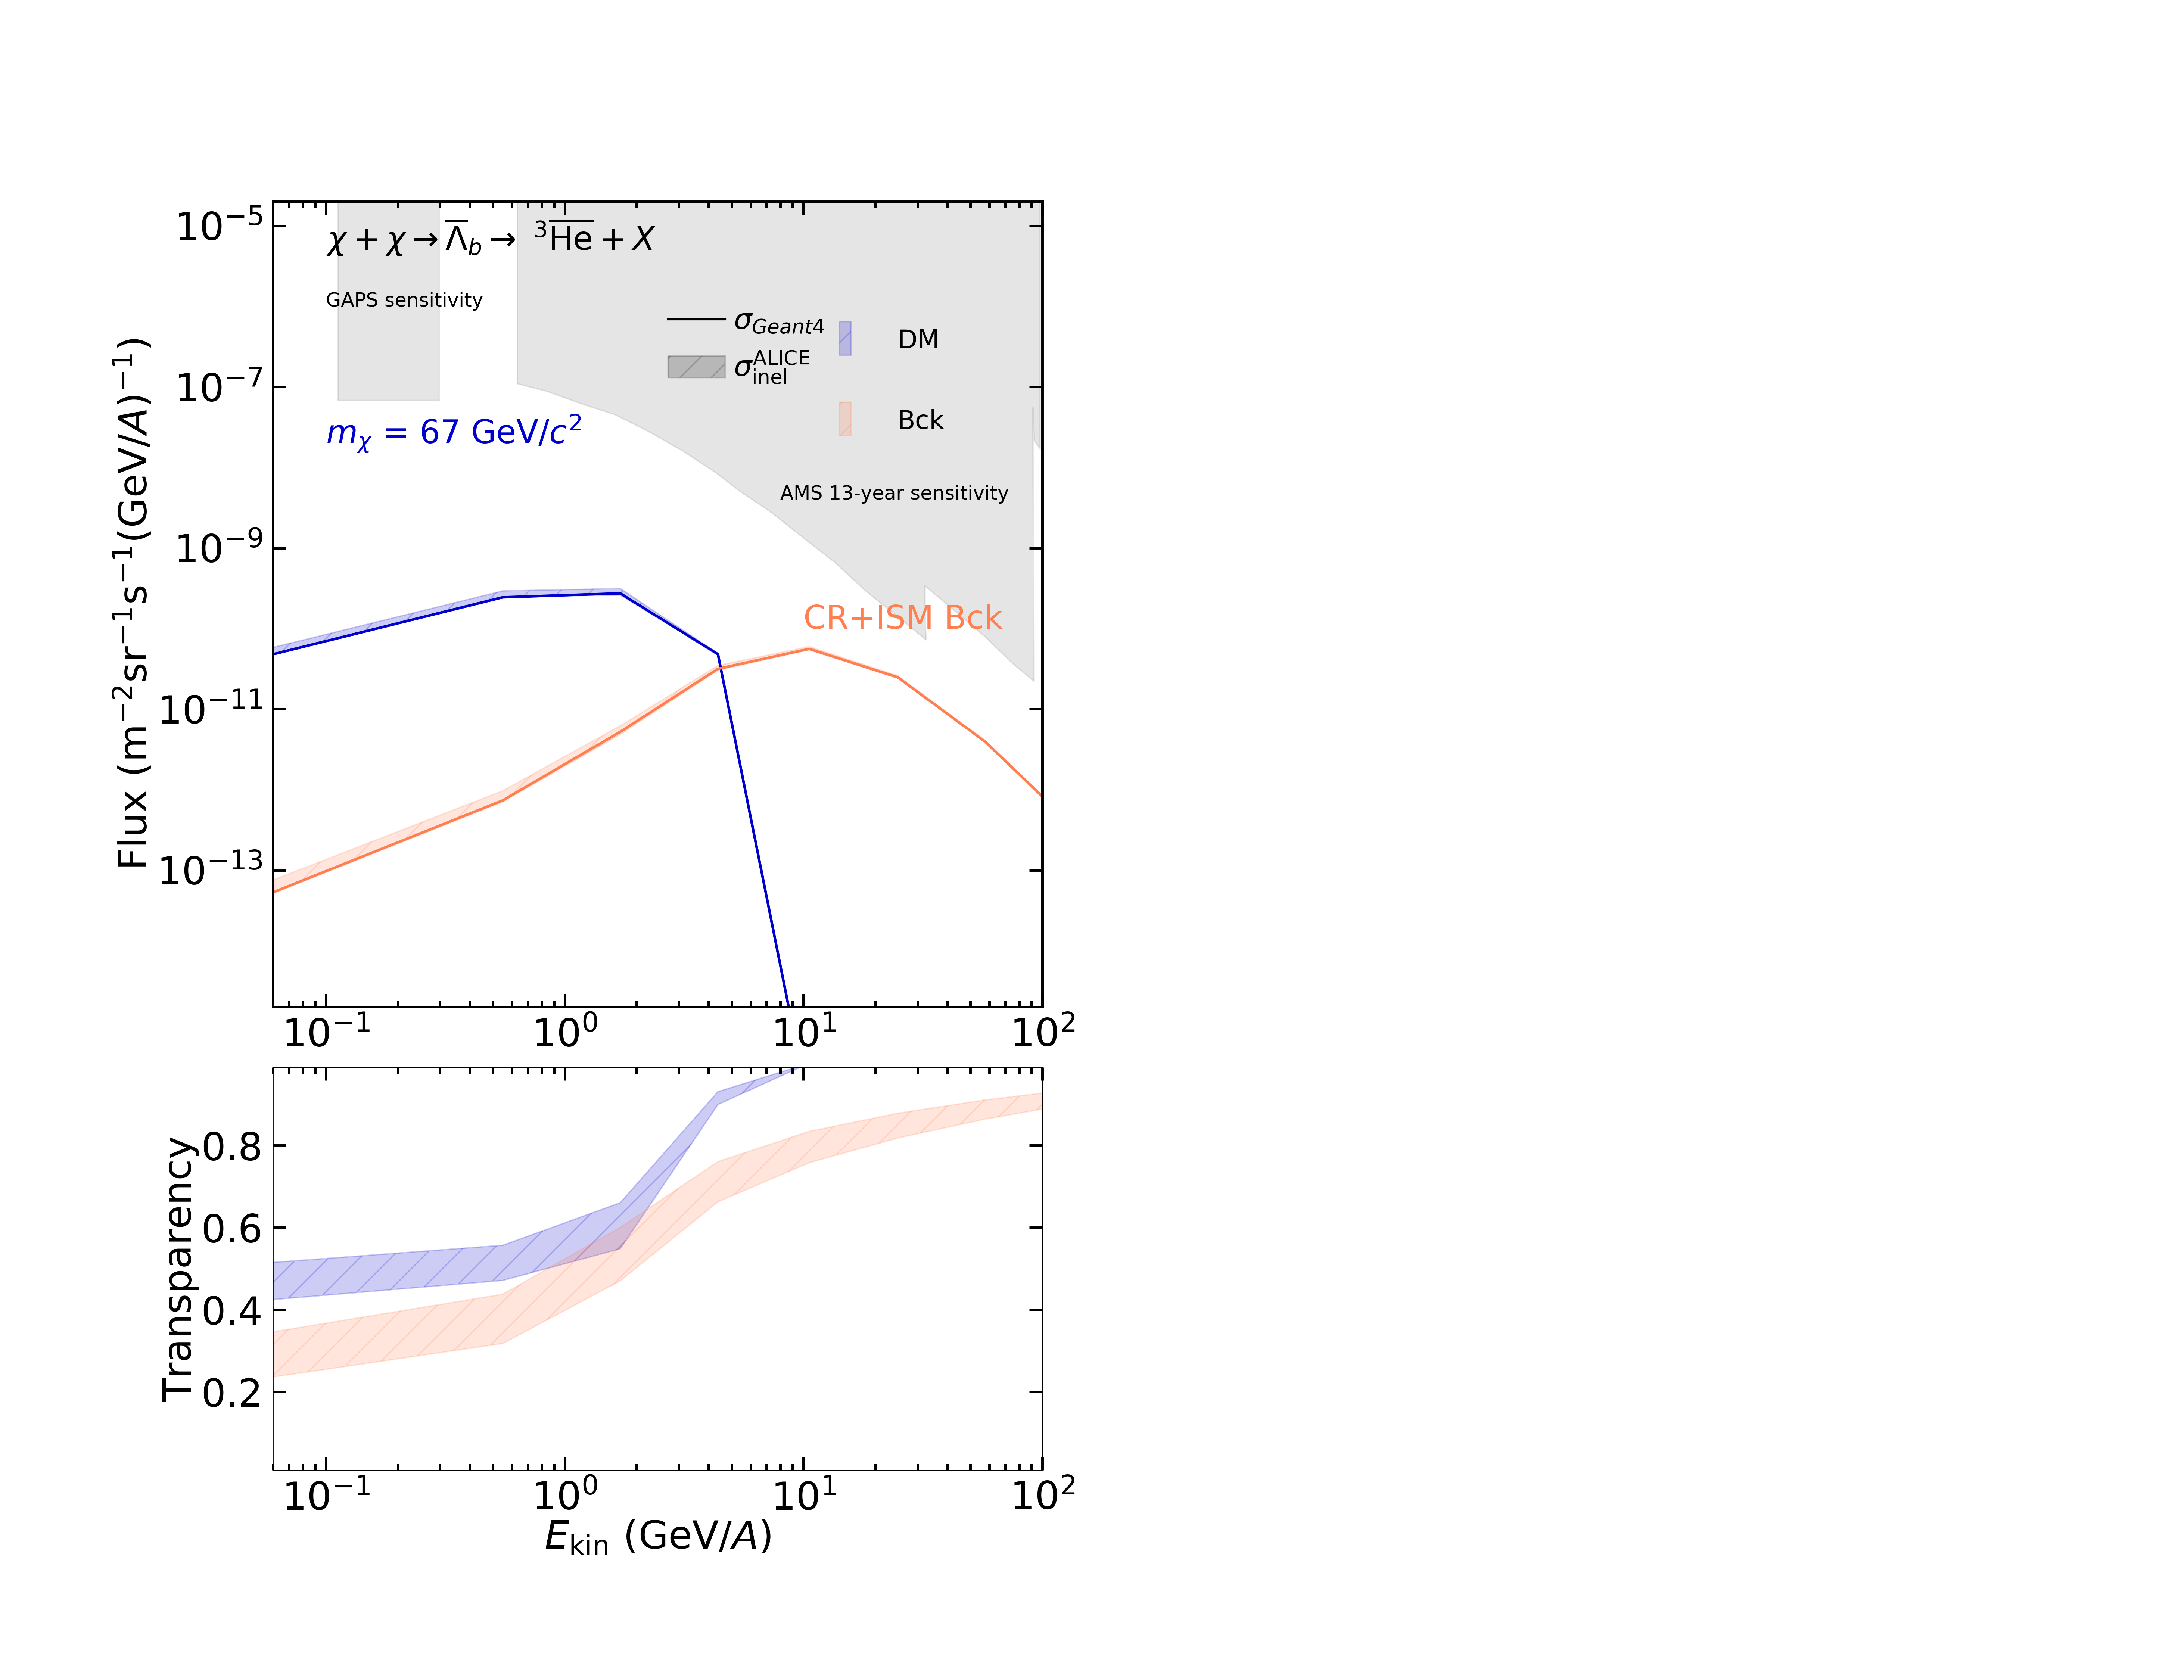 χ + χ → Λ̅_b → ³H̅e̅ + X
GAPS sensitivity
σ_Geant4
σ_inel^ALICE
DM
Bck
m_χ = 67 GeV/c²
AMS 13-year sensitivity
CR+ISM Bck
Flux (m⁻²sr⁻¹s⁻¹(GeV/A)⁻¹)
10⁻⁵
10⁻⁷
10⁻⁹
10⁻¹¹
10⁻¹³
10⁻¹ 10⁰ 10¹ 10²
Transparency
0.8
0.6
0.4
0.2
10⁻¹ 10⁰ 10¹ 10²
E_kin (GeV/A)